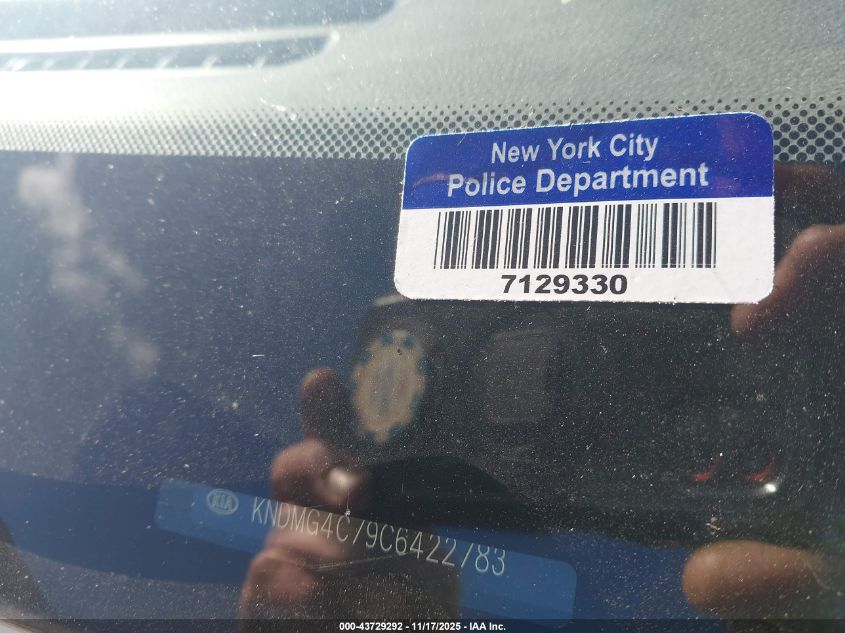 New York City
Police Department
7129330
KIA KNDMG4C79C6422783
000-43729292 - 11/17/2025 - IAA Inc.